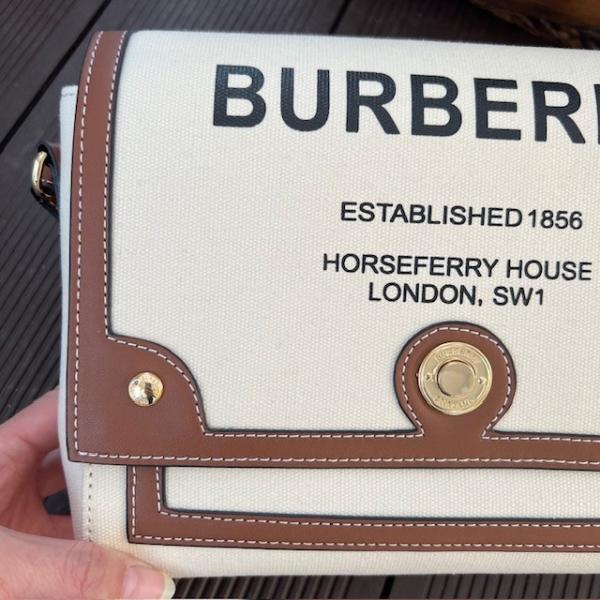 BURBER
ESTABLISHED 1856
HORSEFERRY HOUSE
LONDON, SW1